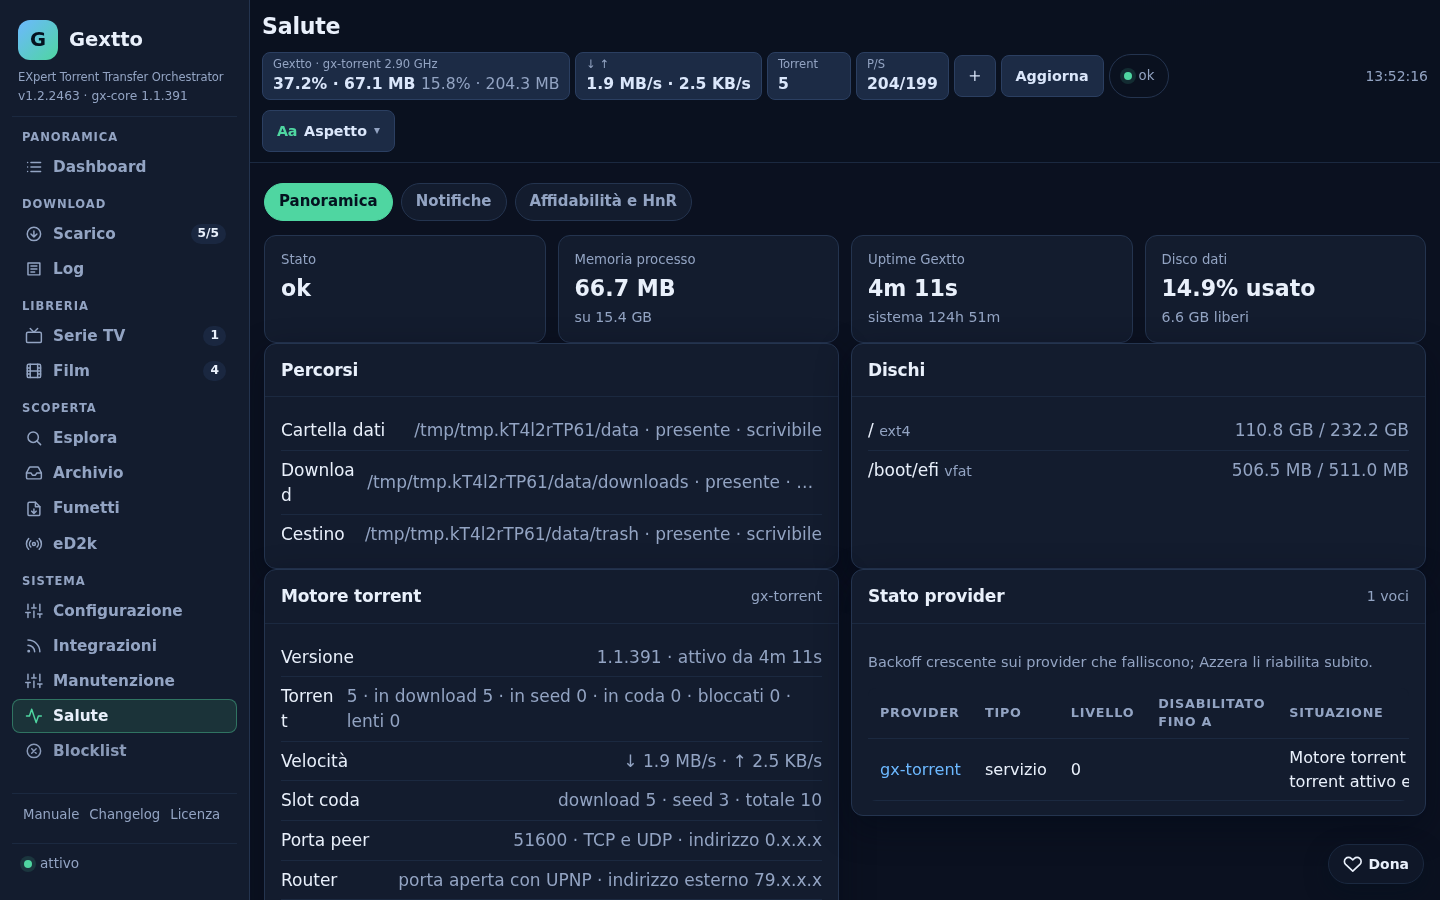 G Gextto
EXpert Torrent Transfer Orchestrator
v1.2.2463 · gx-core 1.1.391
PANORAMICA
Dashboard
DOWNLOAD
Scarico 5/5
Log
LIBRERIA
Serie TV 1
Film 4
SCOPERTA
Esplora
Archivio
Fumetti
eD2k
SISTEMA
Configurazione
Integrazioni
Manutenzione
Salute
Blocklist
Manuale Changelog Licenza
attivo
Salute
Gextto · gx-torrent 2.90 GHz
37.2% · 67.1 MB 15.8% · 204.3 MB
↓ ↑
1.9 MB/s · 2.5 KB/s
Torrent
5
P/S
204/199
+
Aggiorna
ok
13:52:16
Aa Aspetto ▾
Panoramica Notifiche Affidabilità e HnR
Stato
ok
Memoria processo
66.7 MB
su 15.4 GB
Uptime Gextto
4m 11s
sistema 124h 51m
Disco dati
14.9% usato
6.6 GB liberi
Percorsi
Cartella dati /tmp/tmp.kT4l2rTP61/data · presente · scrivibile
Downloa
d /tmp/tmp.kT4l2rTP61/data/downloads · presente · …
Cestino /tmp/tmp.kT4l2rTP61/data/trash · presente · scrivibile
Dischi
/ ext4 110.8 GB / 232.2 GB
/boot/efi vfat 506.5 MB / 511.0 MB
Motore torrent gx-torrent
Versione 1.1.391 · attivo da 4m 11s
Torren 5 · in download 5 · in seed 0 · in coda 0 · bloccati 0 ·
t lenti 0
Velocità ↓ 1.9 MB/s · ↑ 2.5 KB/s
Slot coda download 5 · seed 3 · totale 10
Porta peer 51600 · TCP e UDP · indirizzo 0.x.x.x
Router porta aperta con UPNP · indirizzo esterno 79.x.x.x
Stato provider 1 voci
Backoff crescente sui provider che falliscono; Azzera li riabilita subito.
PROVIDER TIPO LIVELLO DISABILITATO FINO A SITUAZIONE
gx-torrent servizio 0 Motore torrent
torrent attivo e
Dona